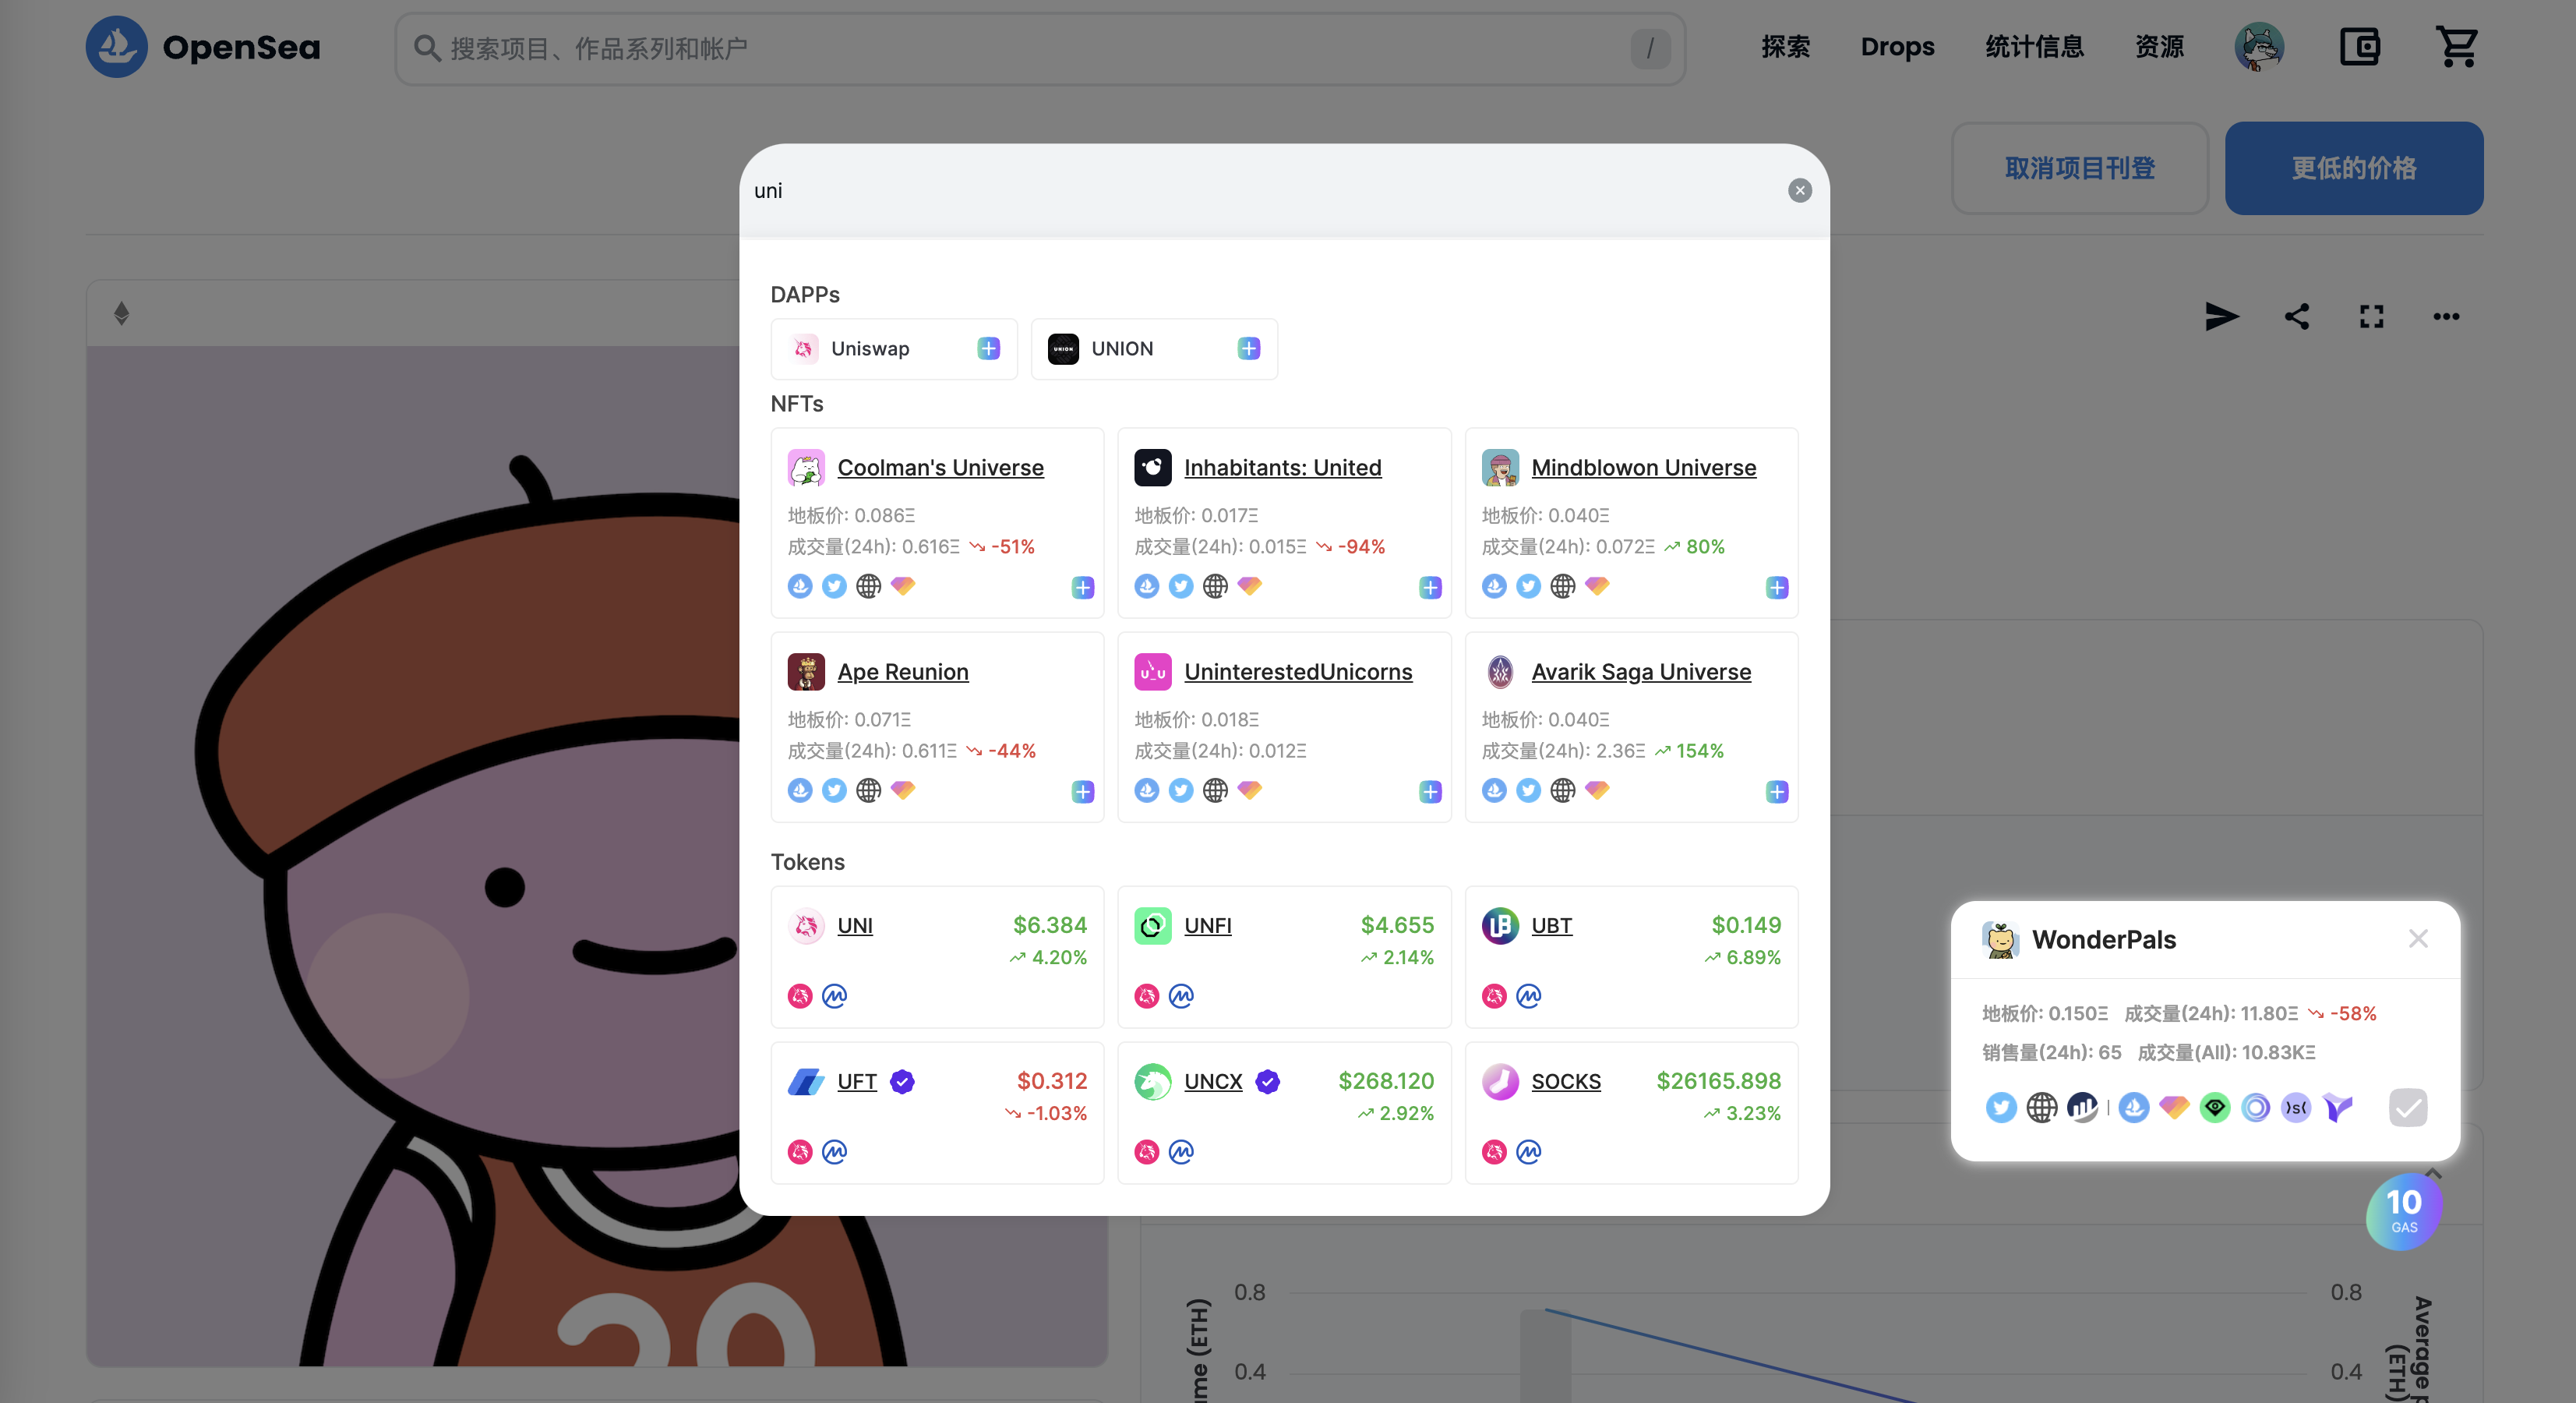 OpenSea
搜索项目、作品系列和帐户
/
探索
Drops
统计信息
资源
取消项目刊登
更低的价格
uni
DAPPs
Uniswap
UNION
UNION
NFTs
Coolman's Universe
地板价: 0.086Ξ
成交量(24h): 0.616Ξ -51%
Inhabitants: United
地板价: 0.017Ξ
成交量(24h): 0.015Ξ -94%
Mindblowon Universe
地板价: 0.040Ξ
成交量(24h): 0.072Ξ 80%
Ape Reunion
地板价: 0.071Ξ
成交量(24h): 0.611Ξ -44%
U_U
UninterestedUnicorns
地板价: 0.018Ξ
成交量(24h): 0.012Ξ
Avarik Saga Universe
地板价: 0.040Ξ
成交量(24h): 2.36Ξ 154%
Tokens
UNI
$6.384
4.20%
UNFI
$4.655
2.14%
UB
UBT
$0.149
6.89%
UFT
$0.312
-1.03%
UNCX
$268.120
2.92%
SOCKS
$26165.898
3.23%
WonderPals
地板价: 0.150Ξ 成交量(24h): 11.80Ξ -58%
销售量(24h): 65 成交量(All): 10.83KΞ
10
GAS
20
0.8
0.4
(ETH)
0.8
0.4
Average
(ETH)